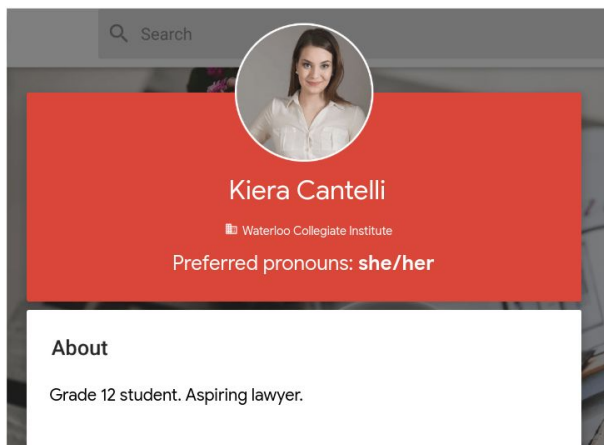 Search
Kiera Cantelli
Waterloo Collegiate Institute
Preferred pronouns: she/her
About
Grade 12 student. Aspiring lawyer.